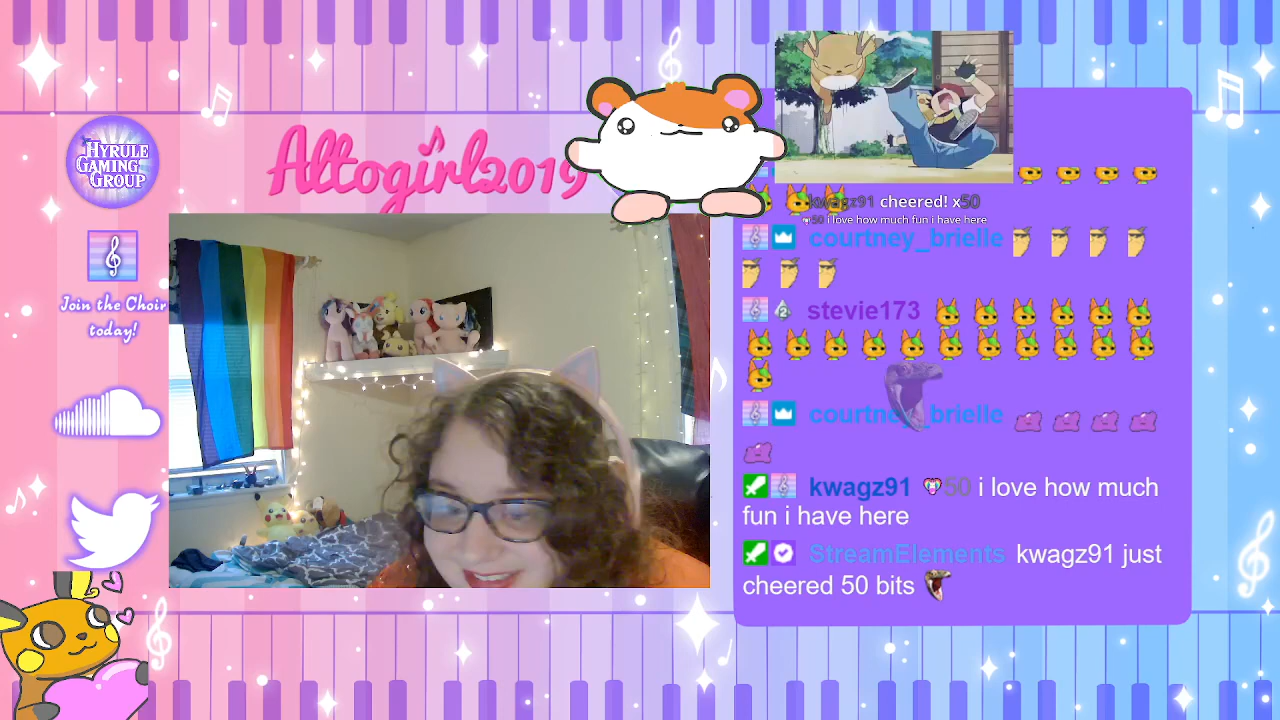 HYRULE
GAMING
GROUP
Altogirl2019
Join the Choir
today!
kwagz91 cheered! x50
50 i love how much fun i have here
courtney_brielle
2 stevie173
courtney_brielle
kwagz91 50 i love how much
fun i have here
StreamElements kwagz91 just
cheered 50 bits